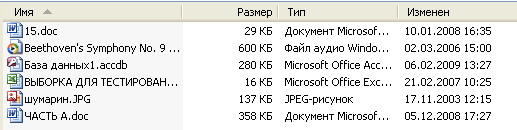 Имя Размер Тип Изменен
15.doc 29 КБ Документ Microsof... 10.01.2008 16:35
Beethoven's Symphony No. 9 ... 600 КБ Файл аудио Windo... 02.03.2006 15:00
База данных1.accdb 280 КБ Microsoft Office Acc... 06.02.2009 13:27
ВЫБОРКА ДЛЯ ТЕСТИРОВАН... 16 КБ Microsoft Office Exc... 21.02.2007 10:25
шумарин.JPG 137 КБ JPEG-рисунок 17.11.2003 12:15
ЧАСТЬ А.doc 358 КБ Документ Microsof... 05.12.2008 17:27